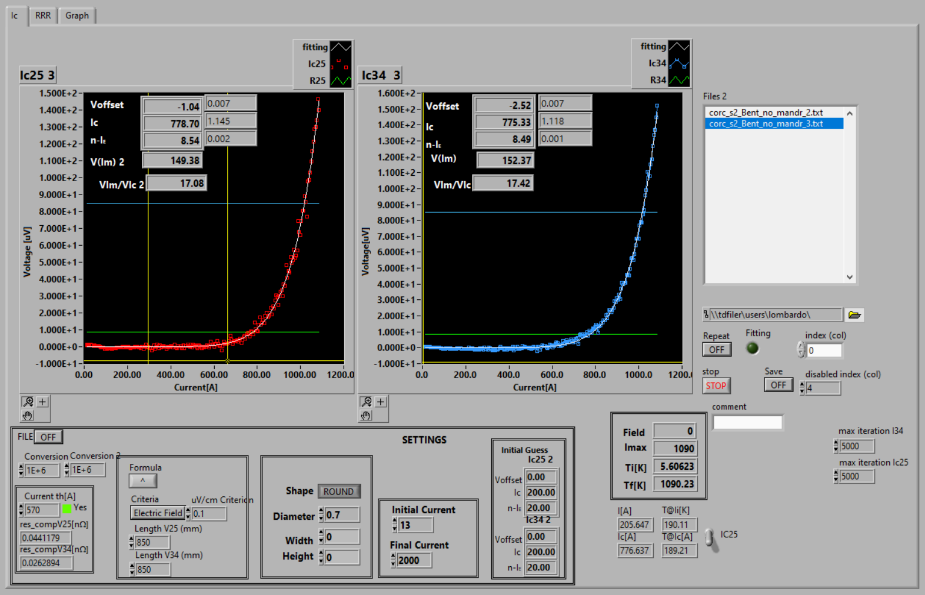 Ic RRR Graph
fitting
Ic25
R25
Ic25 3
1.500E+2
1.400E+2
1.300E+2
1.200E+2
1.100E+2
1.000E+2
9.000E+1
8.000E+1
7.000E+1
6.000E+1
5.000E+1
4.000E+1
3.000E+1
2.000E+1
1.000E+1
0.000E+0
-1.000E+1
Voltage [uV]
Voffset -1.04 0.007
Ic 778.70 1.145
n-Iε 8.54 0.002
V(Im) 2 149.38
VIm/VIc 2 17.08
0.00 200.00 400.00 600.00 800.00 1000.0 1200.0
Current[A]
fitting
Ic34
R34
Ic34 3
1.600E+2
1.500E+2
1.400E+2
1.300E+2
1.200E+2
1.100E+2
1.000E+2
9.000E+1
8.000E+1
7.000E+1
6.000E+1
5.000E+1
4.000E+1
3.000E+1
2.000E+1
1.000E+1
0.000E+0
-1.000E+1
Voltage[uV]
Voffset -2.52 0.007
Ic 775.33 1.118
n-Iε 8.49 0.001
V(Im) 152.37
VIm/VIc 17.42
0.00 200.00 400.00 600.00 800.00 1000.0 1200.
Current[A]
Files 2
corc_s2_Bent_no_mandr_2.txt
corc_s2_Bent_no_mandr_3.txt
\\tdfiler\users\lombardo\
Repeat Fitting index (col)
OFF 0
stop Save disabled index (col)
STOP OFF 4
comment
max iteration I34
5000
max iteration Ic25
5000
FILE OFF
SETTINGS
Conversion Conversion 2
1E+6 1E+6
Current th[A]
570 Yes
res_compV25[nΩ]
0.0441179
res_compV34[nΩ]
0.0262894
Formula
^
Criteria uV/cm Criterion
Electric Field 0.1
Length V25 (mm)
850
Length V34 (mm)
850
Shape ROUND
Diameter 0.7
Width 0
Height 0
Initial Current
13
Final Current
2000
Initial Guess
Ic25 2
Voffset 0.00
Ic 200.00
n-Iε 20.00
Ic34 2
Voffset 0.00
Ic 200.00
n-Iε 20.00
Field 0
Imax 1090
Ti[K] 5.60623
Tf[K] 1090.23
I[A] T@Ii[K]
205.647 190.11
Ic[A] T@Ic[A]
776.637 189.21
IC25